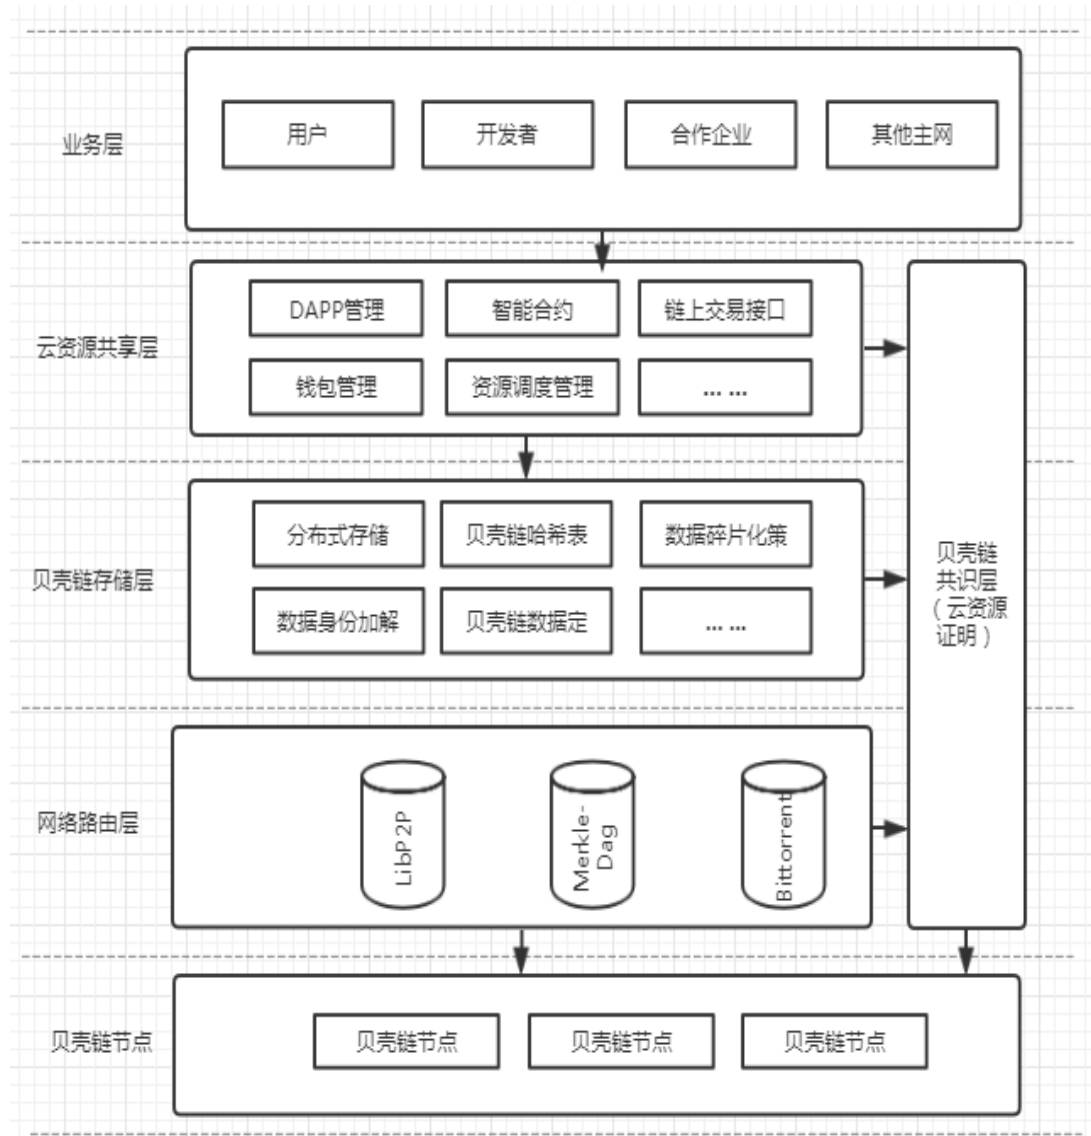 业务层
用户
开发者
合作企业
其他主网
云资源共享层
DAPP管理
智能合约
链上交易接口
钱包管理
资源调度管理
... ...
贝壳链存储层
分布式存储
贝壳链哈希表
数据碎片化策
数据身份加解
贝壳链数据定
... ...
贝壳链
共识层
（云资源
证明）
网络路由层
LibP2P
Merkle-
Dag
Bittorrent
贝壳链节点
贝壳链节点
贝壳链节点
贝壳链节点